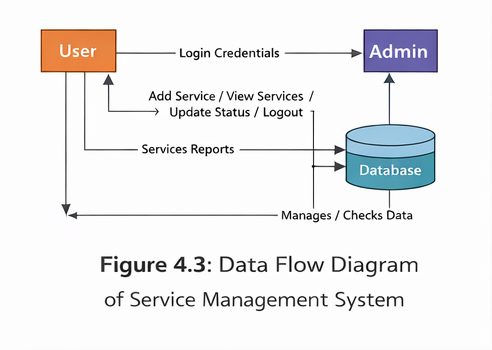 User
Login Credentials
Admin
Add Service / View Services /
Update Status / Logout
Services Reports
Database
Manages / Checks Data
Figure 4.3: Data Flow Diagram
of Service Management System